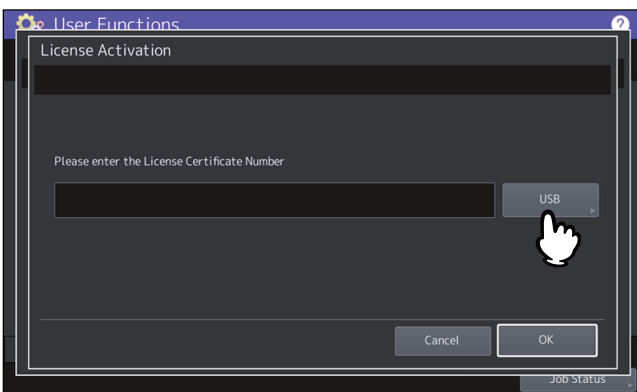 User Functions
?
License Activation
Please enter the License Certificate Number
USB
Cancel
OK
Job Status